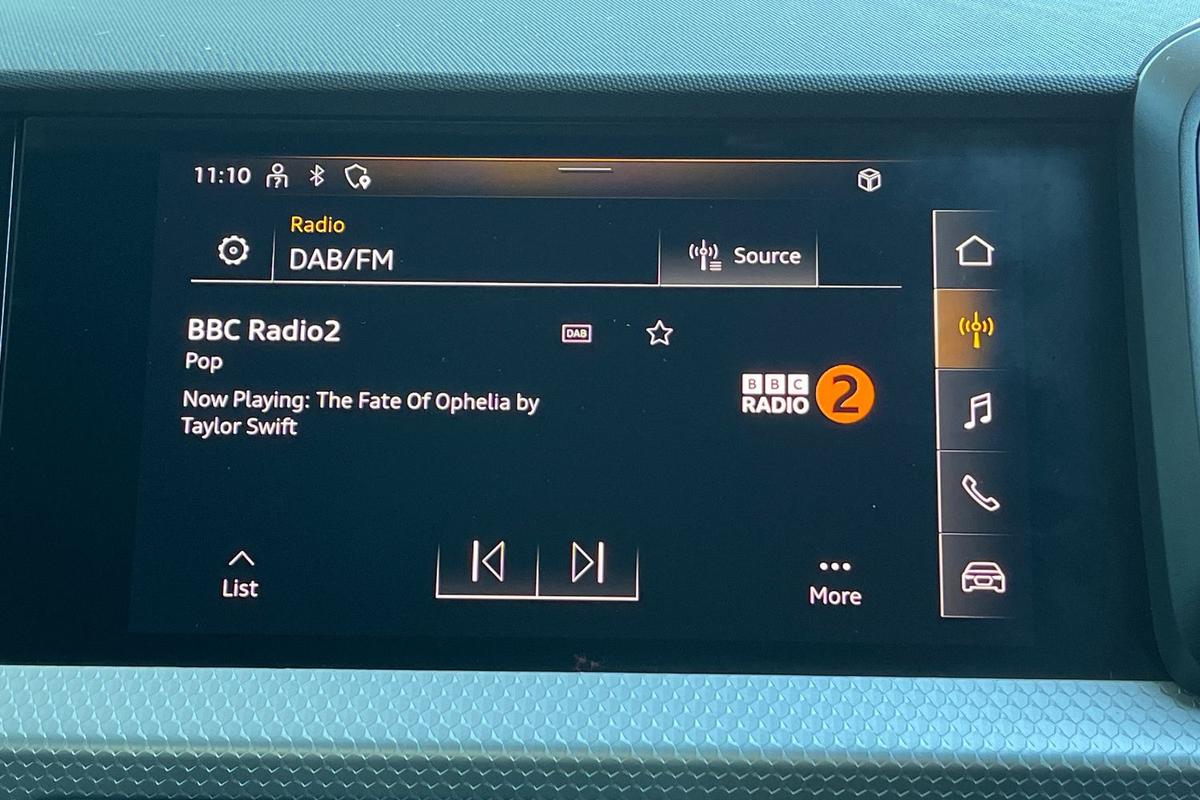 11:10
Radio
DAB/FM
Source
BBC Radio2
DAB
Pop
Now Playing: The Fate Of Ophelia by
Taylor Swift
BBC
RADIO 2
List
More